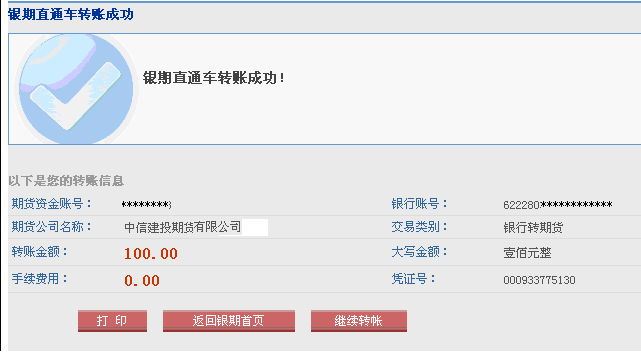 银期直通车转账成功
银期直通车转账成功!
以下是您的转账信息
期货资金账号: ********} 银行账号: 622280************
期货公司名称: 中信建投期货有限公司 交易类别: 银行转期货
转账金额: 100.00 大写金额: 壹佰元整
手续费用: 0.00 凭证号: 000933775130
打 印 返回银期首页 继续转帐